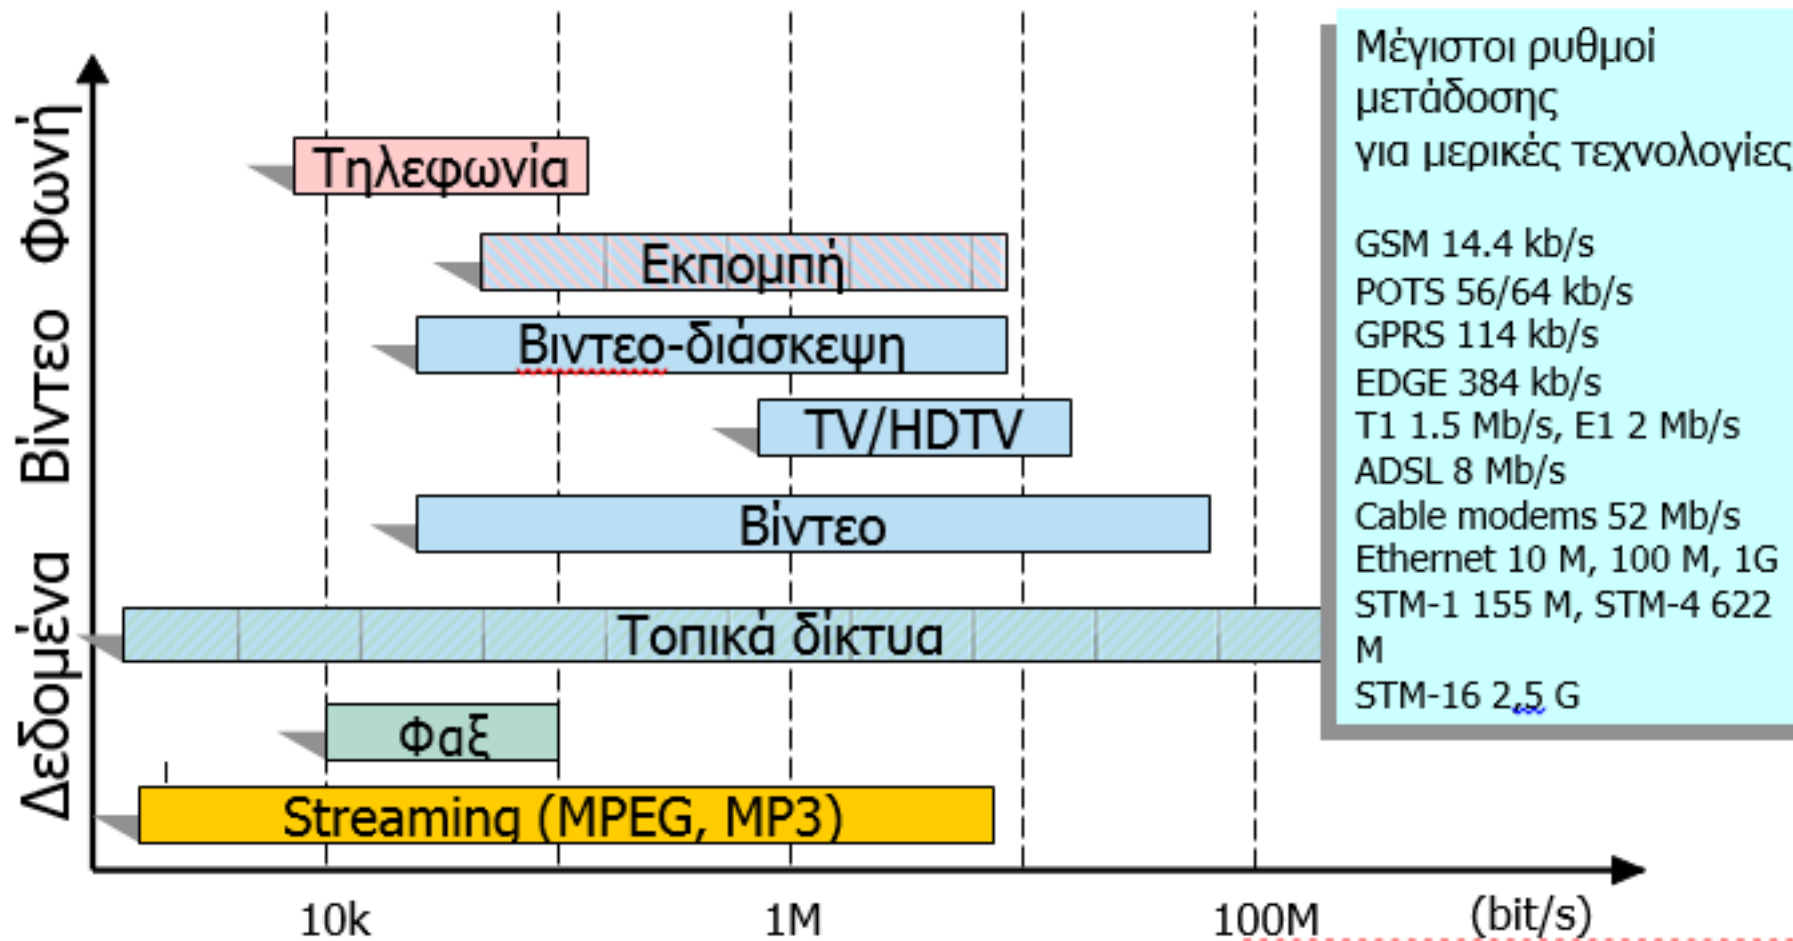 Φωνή
Βίντεο
Δεδομένα
Τηλεφωνία
Εκπομπή
Βιντεο-διάσκεψη
TV/HDTV
Βίντεο
Τοπικά δίκτυα
Φαξ
Streaming (MPEG, MP3)
10k
1M
100M
(bit/s)
Μέγιστοι ρυθμοί
μετάδοσης
για μερικές τεχνολογίες
GSM 14.4 kb/s
POTS 56/64 kb/s
GPRS 114 kb/s
EDGE 384 kb/s
T1 1.5 Mb/s, E1 2 Mb/s
ADSL 8 Mb/s
Cable modems 52 Mb/s
Ethernet 10 M, 100 M, 1G
STM-1 155 M, STM-4 622
M
STM-16 2,5 G